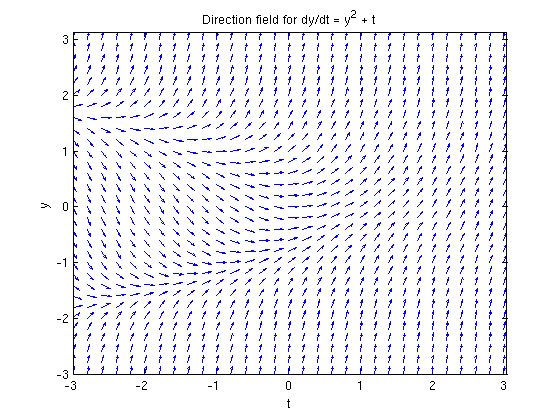 Direction field for dy/dt = y² + t
3
2
1
0
-1
-2
-3
y
-3 -2 -1 0 1 2 3
t